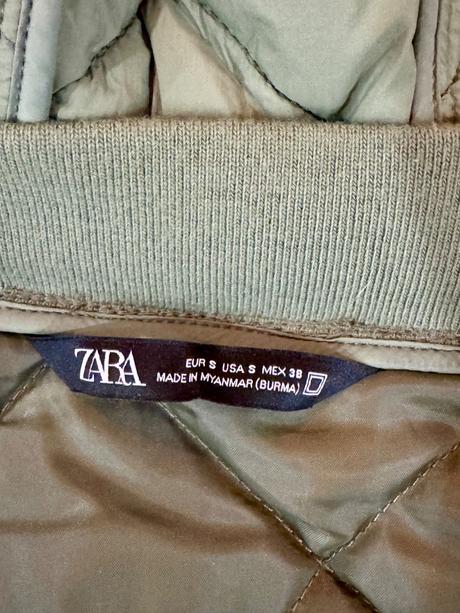 ZARA
EUR S USA S MEX 38
MADE IN MYANMAR (BURMA)